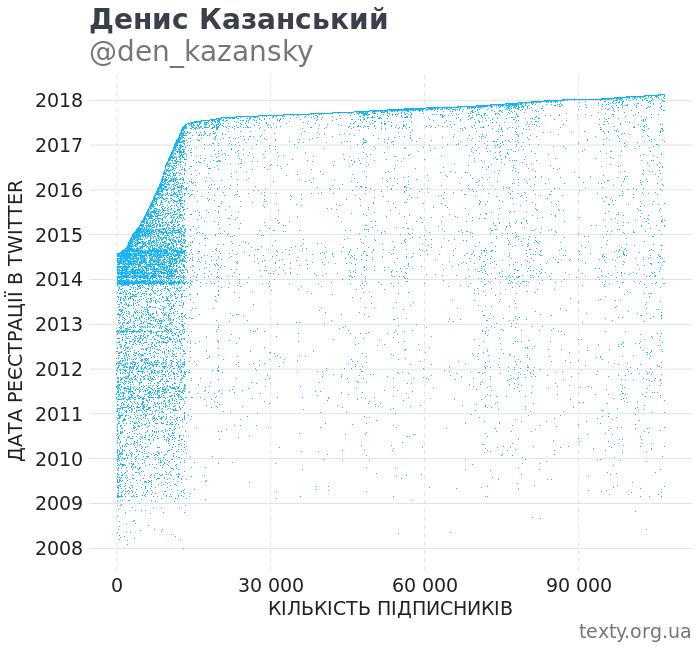 Денис Казанський
@den_kazansky
ДАТА РЕЄСТРАЦІЇ В TWITTER
2018
2017
2016
2015
2014
2013
2012
2011
2010
2009
2008
0 30 000 60 000 90 000
КІЛЬКІСТЬ ПІДПИСНИКІВ
texty.org.ua